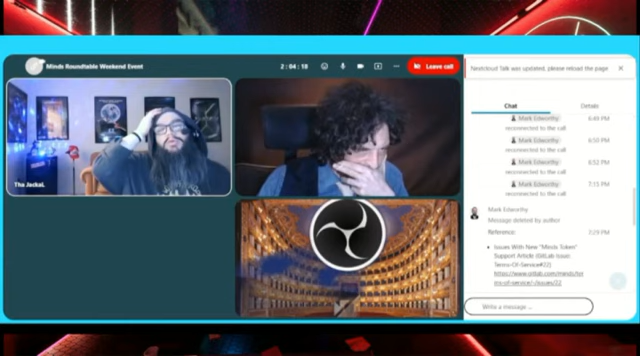 Minds Roundtable Weekend Event
2:04:18
Leave call
Nextcloud Talk was updated, please reload the page
Chat
Details
Mark Edworthy
6:49 PM
reconnected to the call
Mark Edworthy
6:50 PM
reconnected to the call
Mark Edworthy
6:52 PM
reconnected to the call
Mark Edworthy
7:15 PM
reconnected to the call
The Jackal.
Mark Edworthy
Message deleted by author
Reference:
7:29 PM
Issues With New "Minds Token"
Support Article (GitLab Issue:
Terms-Of-Service#22)
https://www.gitlab.com/minds/ter
ms-of-service/-/issues/22
Write a message ...